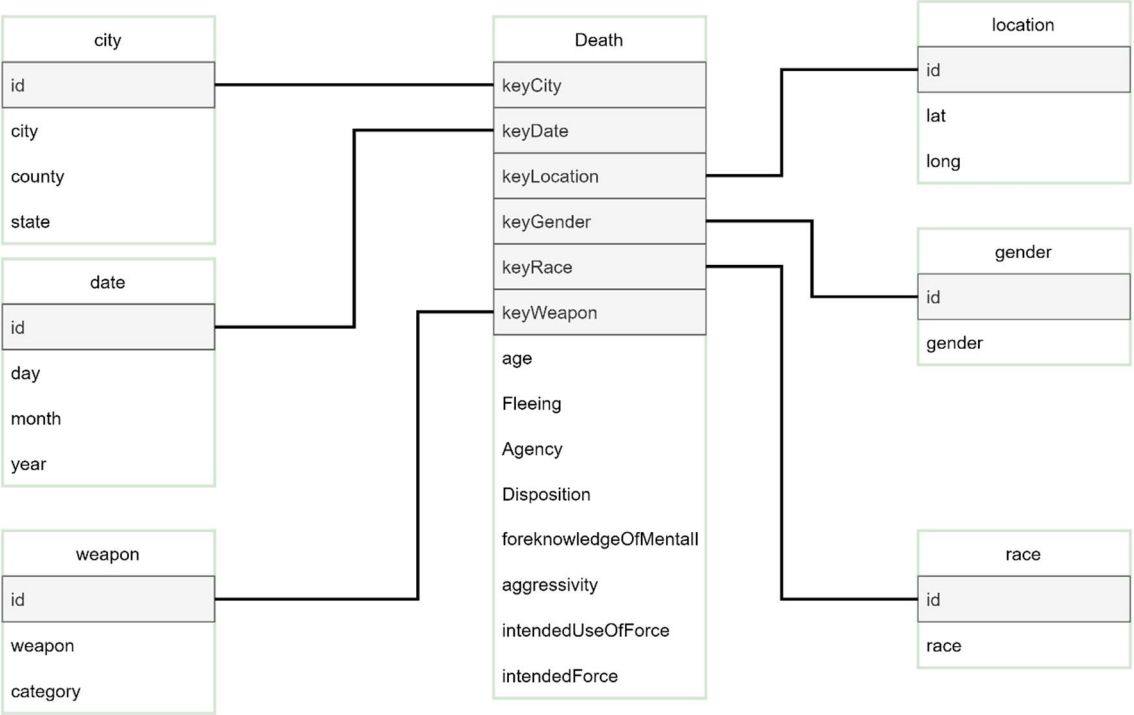 city
id
city
county
state
date
id
day
month
year
weapon
id
weapon
category
Death
keyCity
keyDate
keyLocation
keyGender
keyRace
keyWeapon
age
Fleeing
Agency
Disposition
foreknowledgeOfMentalI
aggressivity
intendedUseOfForce
intendedForce
location
id
lat
long
gender
id
gender
race
id
race